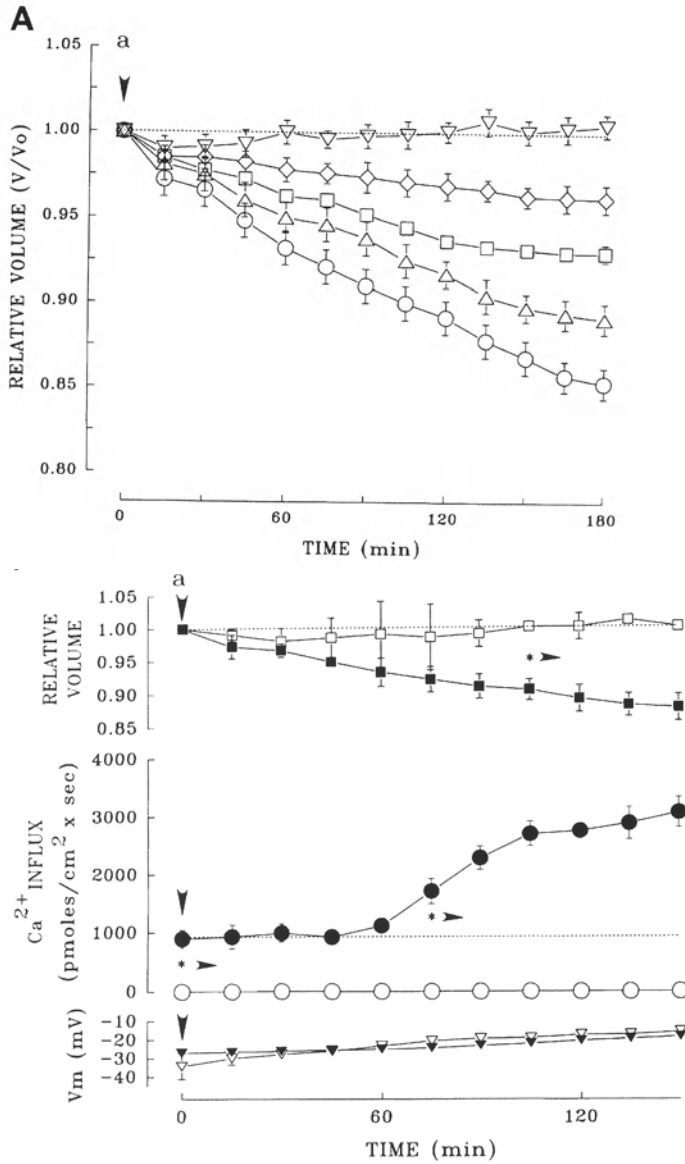 A
a
1.05
1.00
0.95
0.90
0.85
0.80
RELATIVE VOLUME (V/Vo)
0 60 120 180
TIME (min)
a
1.05
1.00
0.95
0.90
0.85
RELATIVE
VOLUME
*
4000
3000
2000
1000
0
Ca2+ INFLUX
(pmoles/cm2 x sec)
*
*
-10
-20
-30
-40
Vm (mV)
0 60 120
TIME (min)